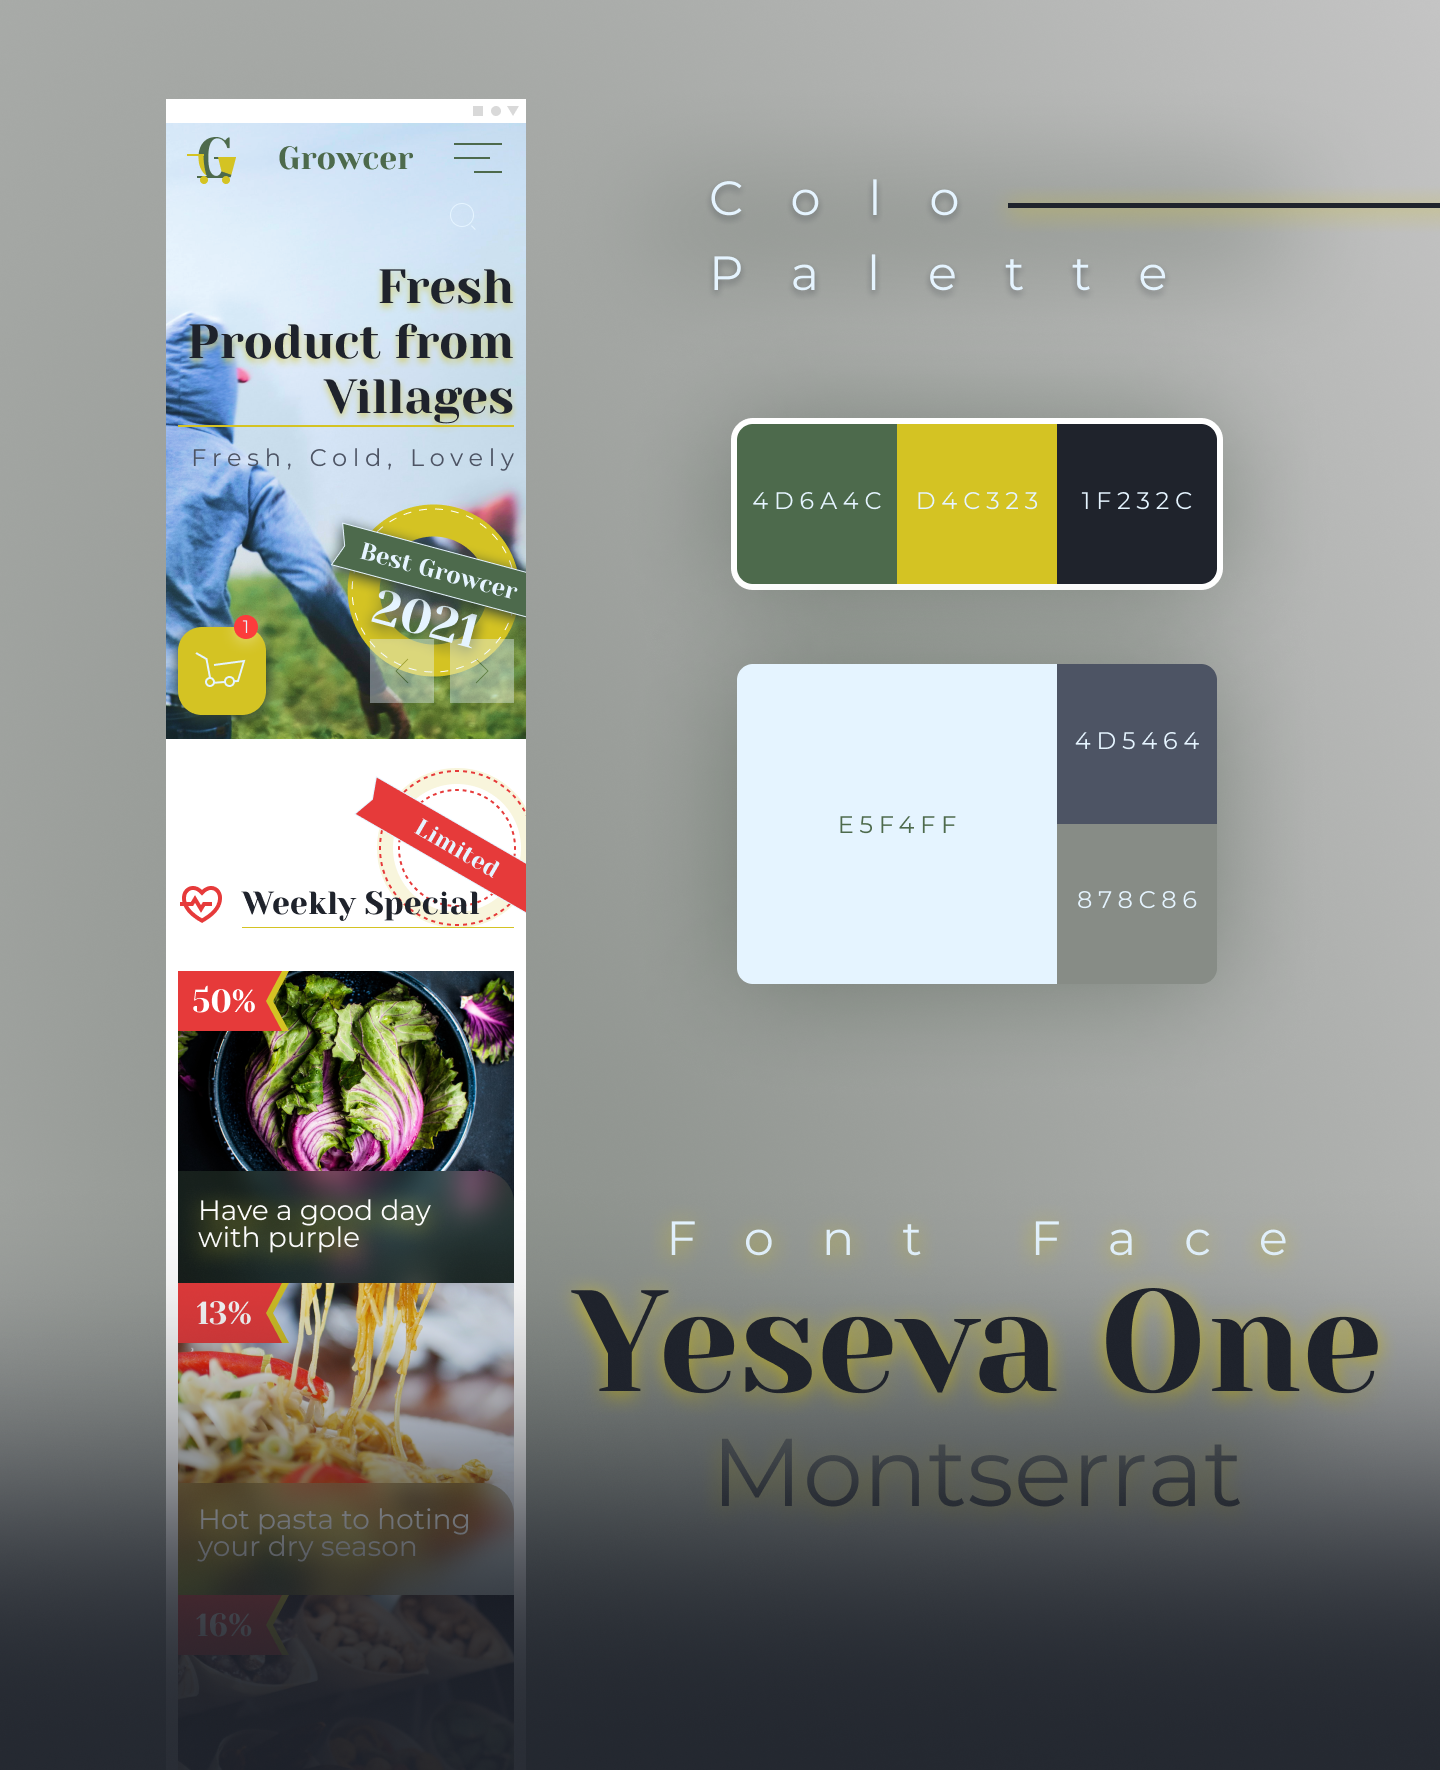 G
Growcer
Fresh
Product from
Villages
Fresh, Cold, Lovely
Best Growcer
2021
1
Limited
Weekly Special
50%
Have a good day
with purple
13%
Hot pasta to hoting
your dry season
16%
Colo
Palette
4D6A4C
D4C323
1F232C
E5F4FF
4D5464
878C86
Font Face
Yeseva One
Montserrat